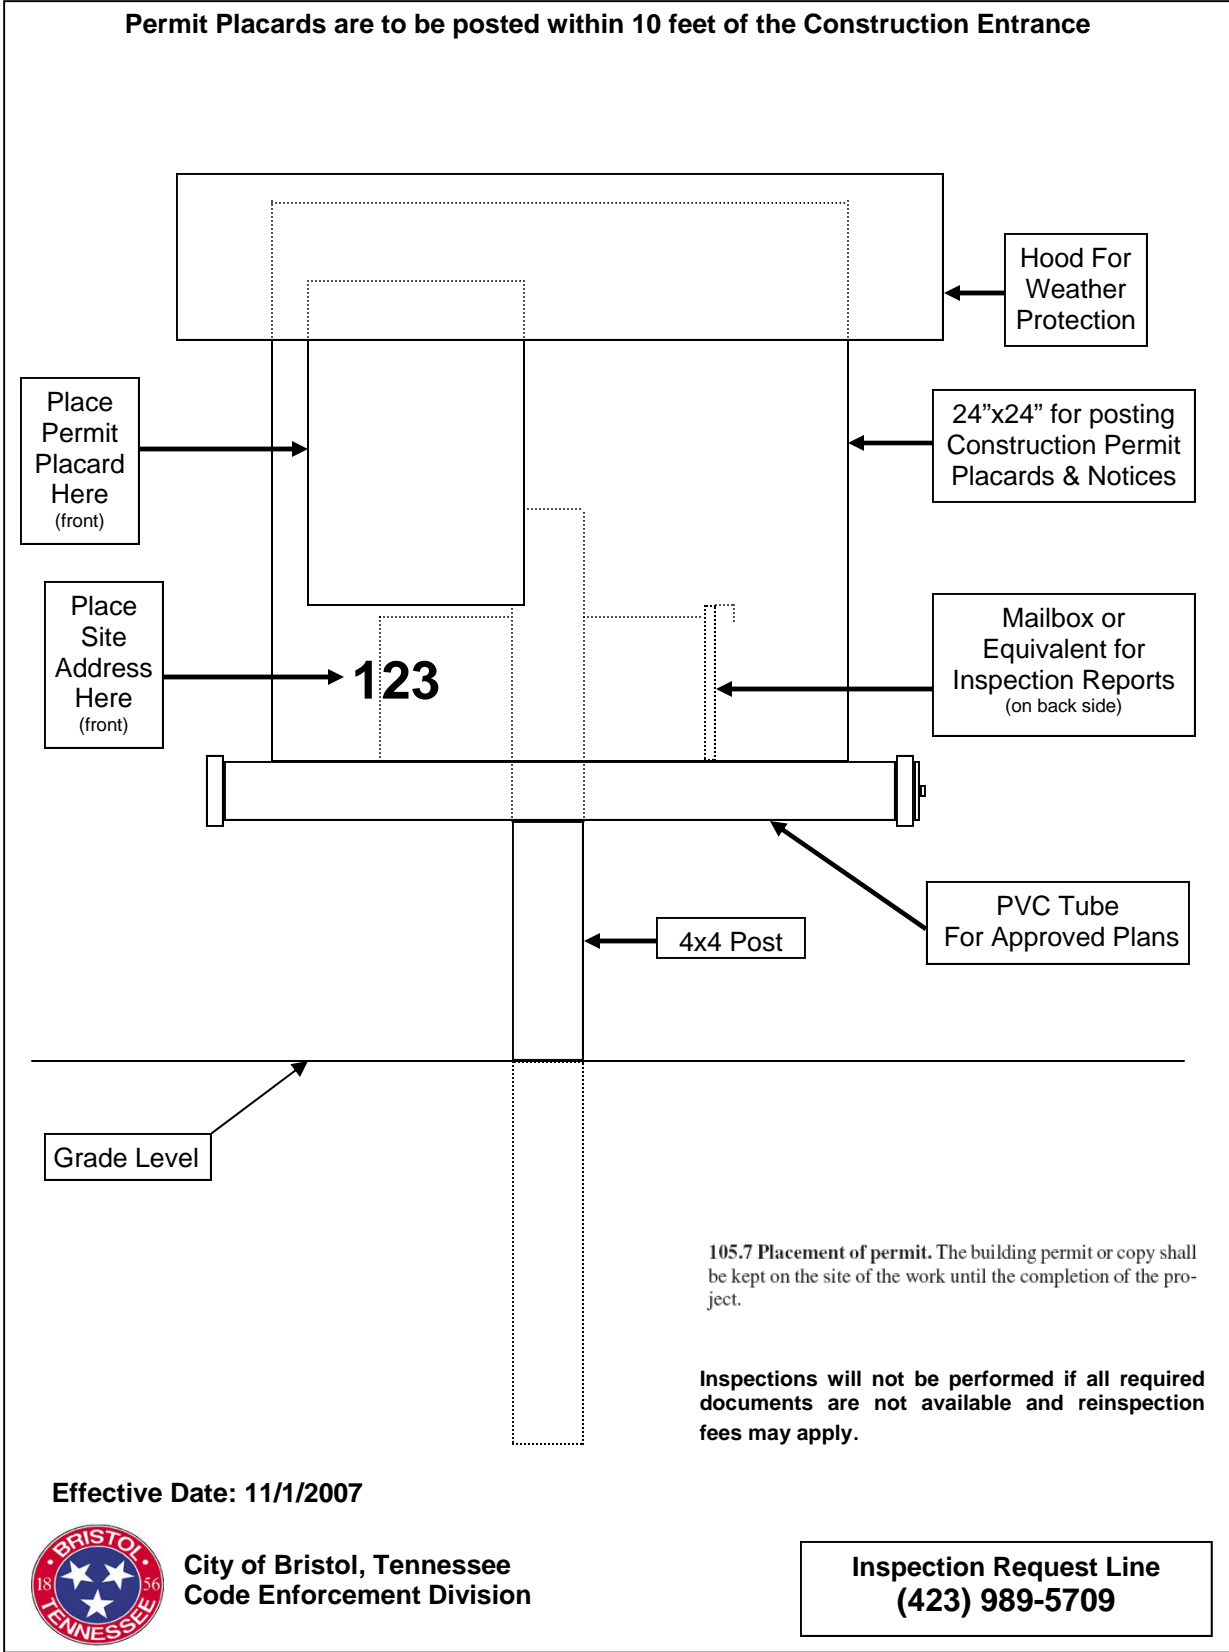 Permit Placards are to be posted within 10 feet of the Construction Entrance
Hood For
Weather
Protection
Place
Permit
Placard
Here
(front)
24”x24” for posting
Construction Permit
Placards & Notices
Place
Site
Address
Here
(front)
123
Mailbox or
Equivalent for
Inspection Reports
(on back side)
PVC Tube
For Approved Plans
4x4 Post
Grade Level
105.7 Placement of permit. The building permit or copy shall
be kept on the site of the work until the completion of the pro-
ject.
Inspections will not be performed if all required
documents are not available and reinspection
fees may apply.
Effective Date: 11/1/2007
BRISTOL
18 56
TENNESSEE
City of Bristol, Tennessee
Code Enforcement Division
Inspection Request Line
(423) 989-5709